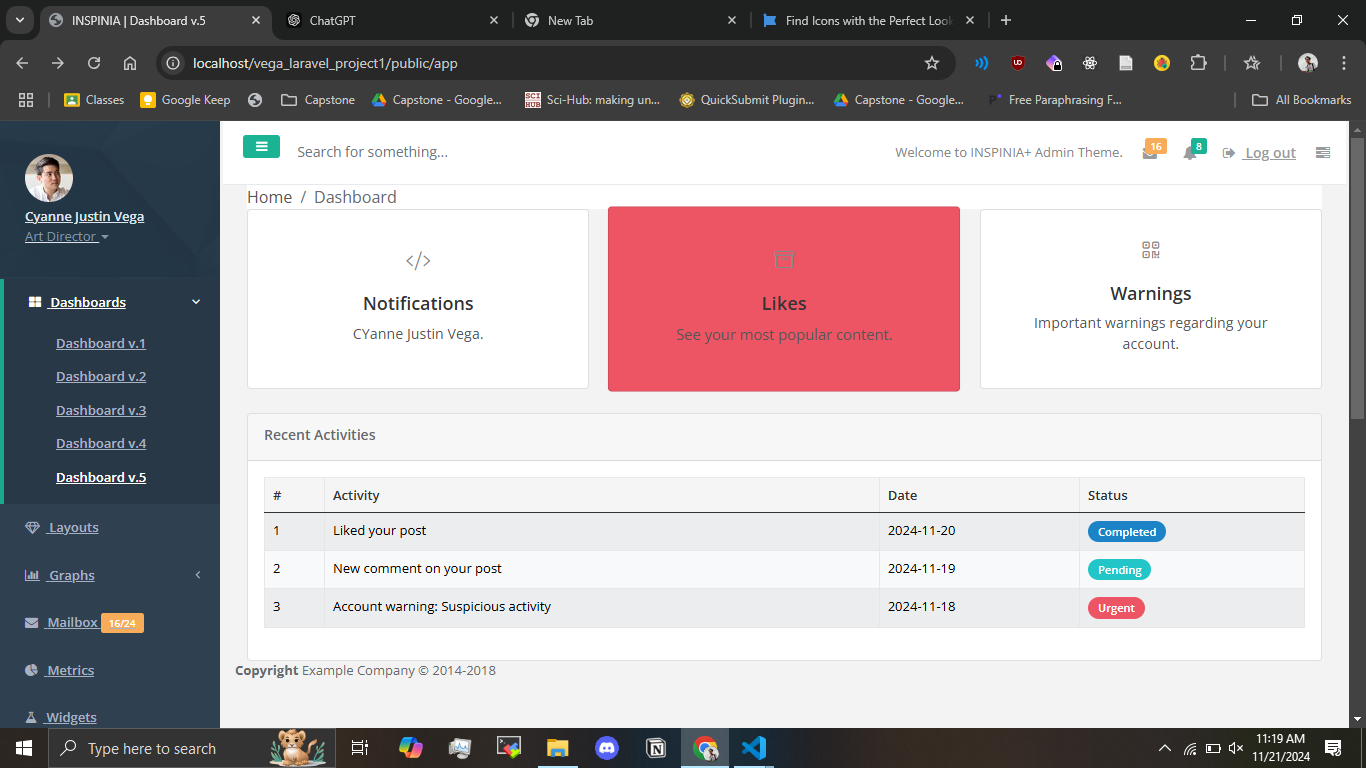 INSPINIA | Dashboard v.5
ChatGPT
New Tab
Find Icons with the Perfect Look
localhost/vega_laravel_project1/public/app
Classes
Google Keep
Capstone
Capstone - Google...
SCI HUB
Sci-Hub: making un...
QuickSubmit Plugin...
Capstone - Google...
Free Paraphrasing F...
All Bookmarks
Cyanne Justin Vega
Art Director
Dashboards
Dashboard v.1
Dashboard v.2
Dashboard v.3
Dashboard v.4
Dashboard v.5
Layouts
Graphs
Mailbox 16/24
Metrics
Widgets
Search for something...
Welcome to INSPINIA+ Admin Theme.
16
8
Log out
Home / Dashboard
Notifications
CYanne Justin Vega.
Likes
See your most popular content.
Warnings
Important warnings regarding your
account.
Recent Activities
# Activity Date Status
1 Liked your post 2024-11-20 Completed
2 New comment on your post 2024-11-19 Pending
3 Account warning: Suspicious activity 2024-11-18 Urgent
Copyright Example Company © 2014-2018
Type here to search
11:19 AM
11/21/2024